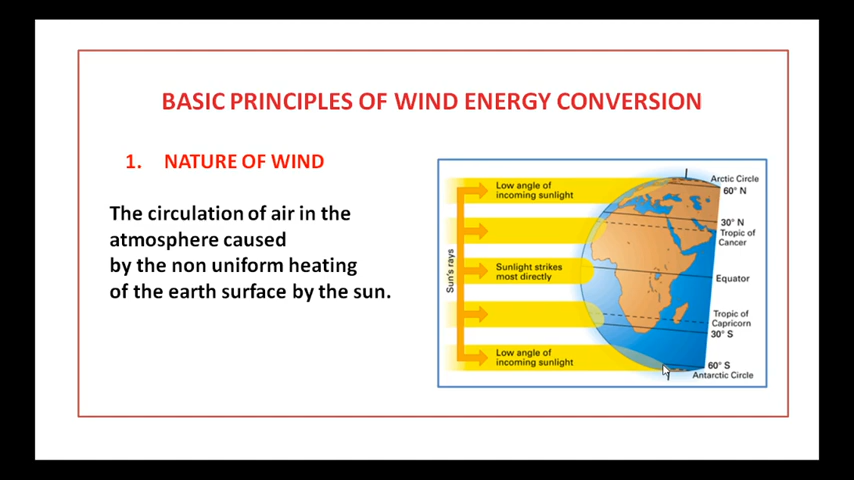 BASIC PRINCIPLES OF WIND ENERGY CONVERSION
1. NATURE OF WIND
The circulation of air in the
atmosphere caused
by the non uniform heating
of the earth surface by the sun.
Sun's rays
Low angle of
incoming sunlight
Sunlight strikes
most directly
Low angle of
incoming sunlight
Arctic Circle
60° N
30° N
Tropic of
Cancer
Equator
Tropic of
Capricorn
30° S
60° S
Antarctic Circle